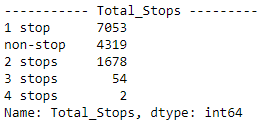 ----------- Total_Stops ---------
1 stop      7053
non-stop    4319
2 stops     1678
3 stops       54
4 stops        2
Name: Total_Stops, dtype: int64